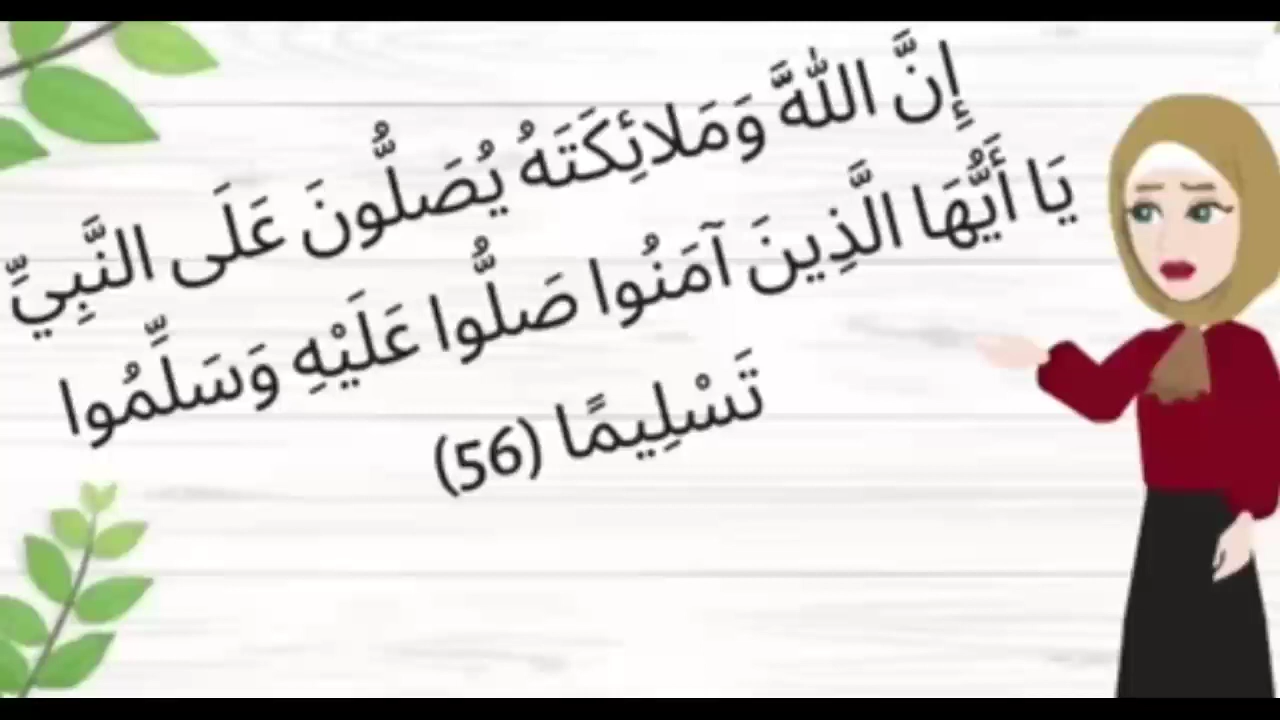 إِنَّ اللَّهَ وَمَلائِكَتَهُ يُصَلُّونَ عَلَى النَّبِيِّ
يَا أَيُّهَا الَّذِينَ آمَنُوا صَلُّوا عَلَيْهِ وَسَلِّمُوا
تَسْلِيمًا (56)